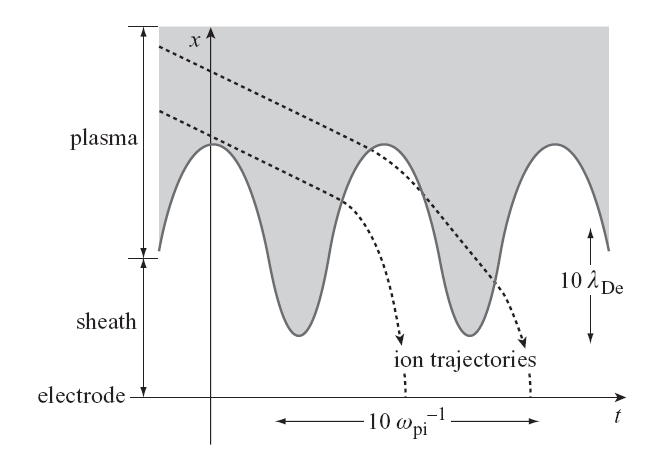 x
plasma
10 λDe
sheath
ion trajectories
electrode
10 ωpi⁻¹
t